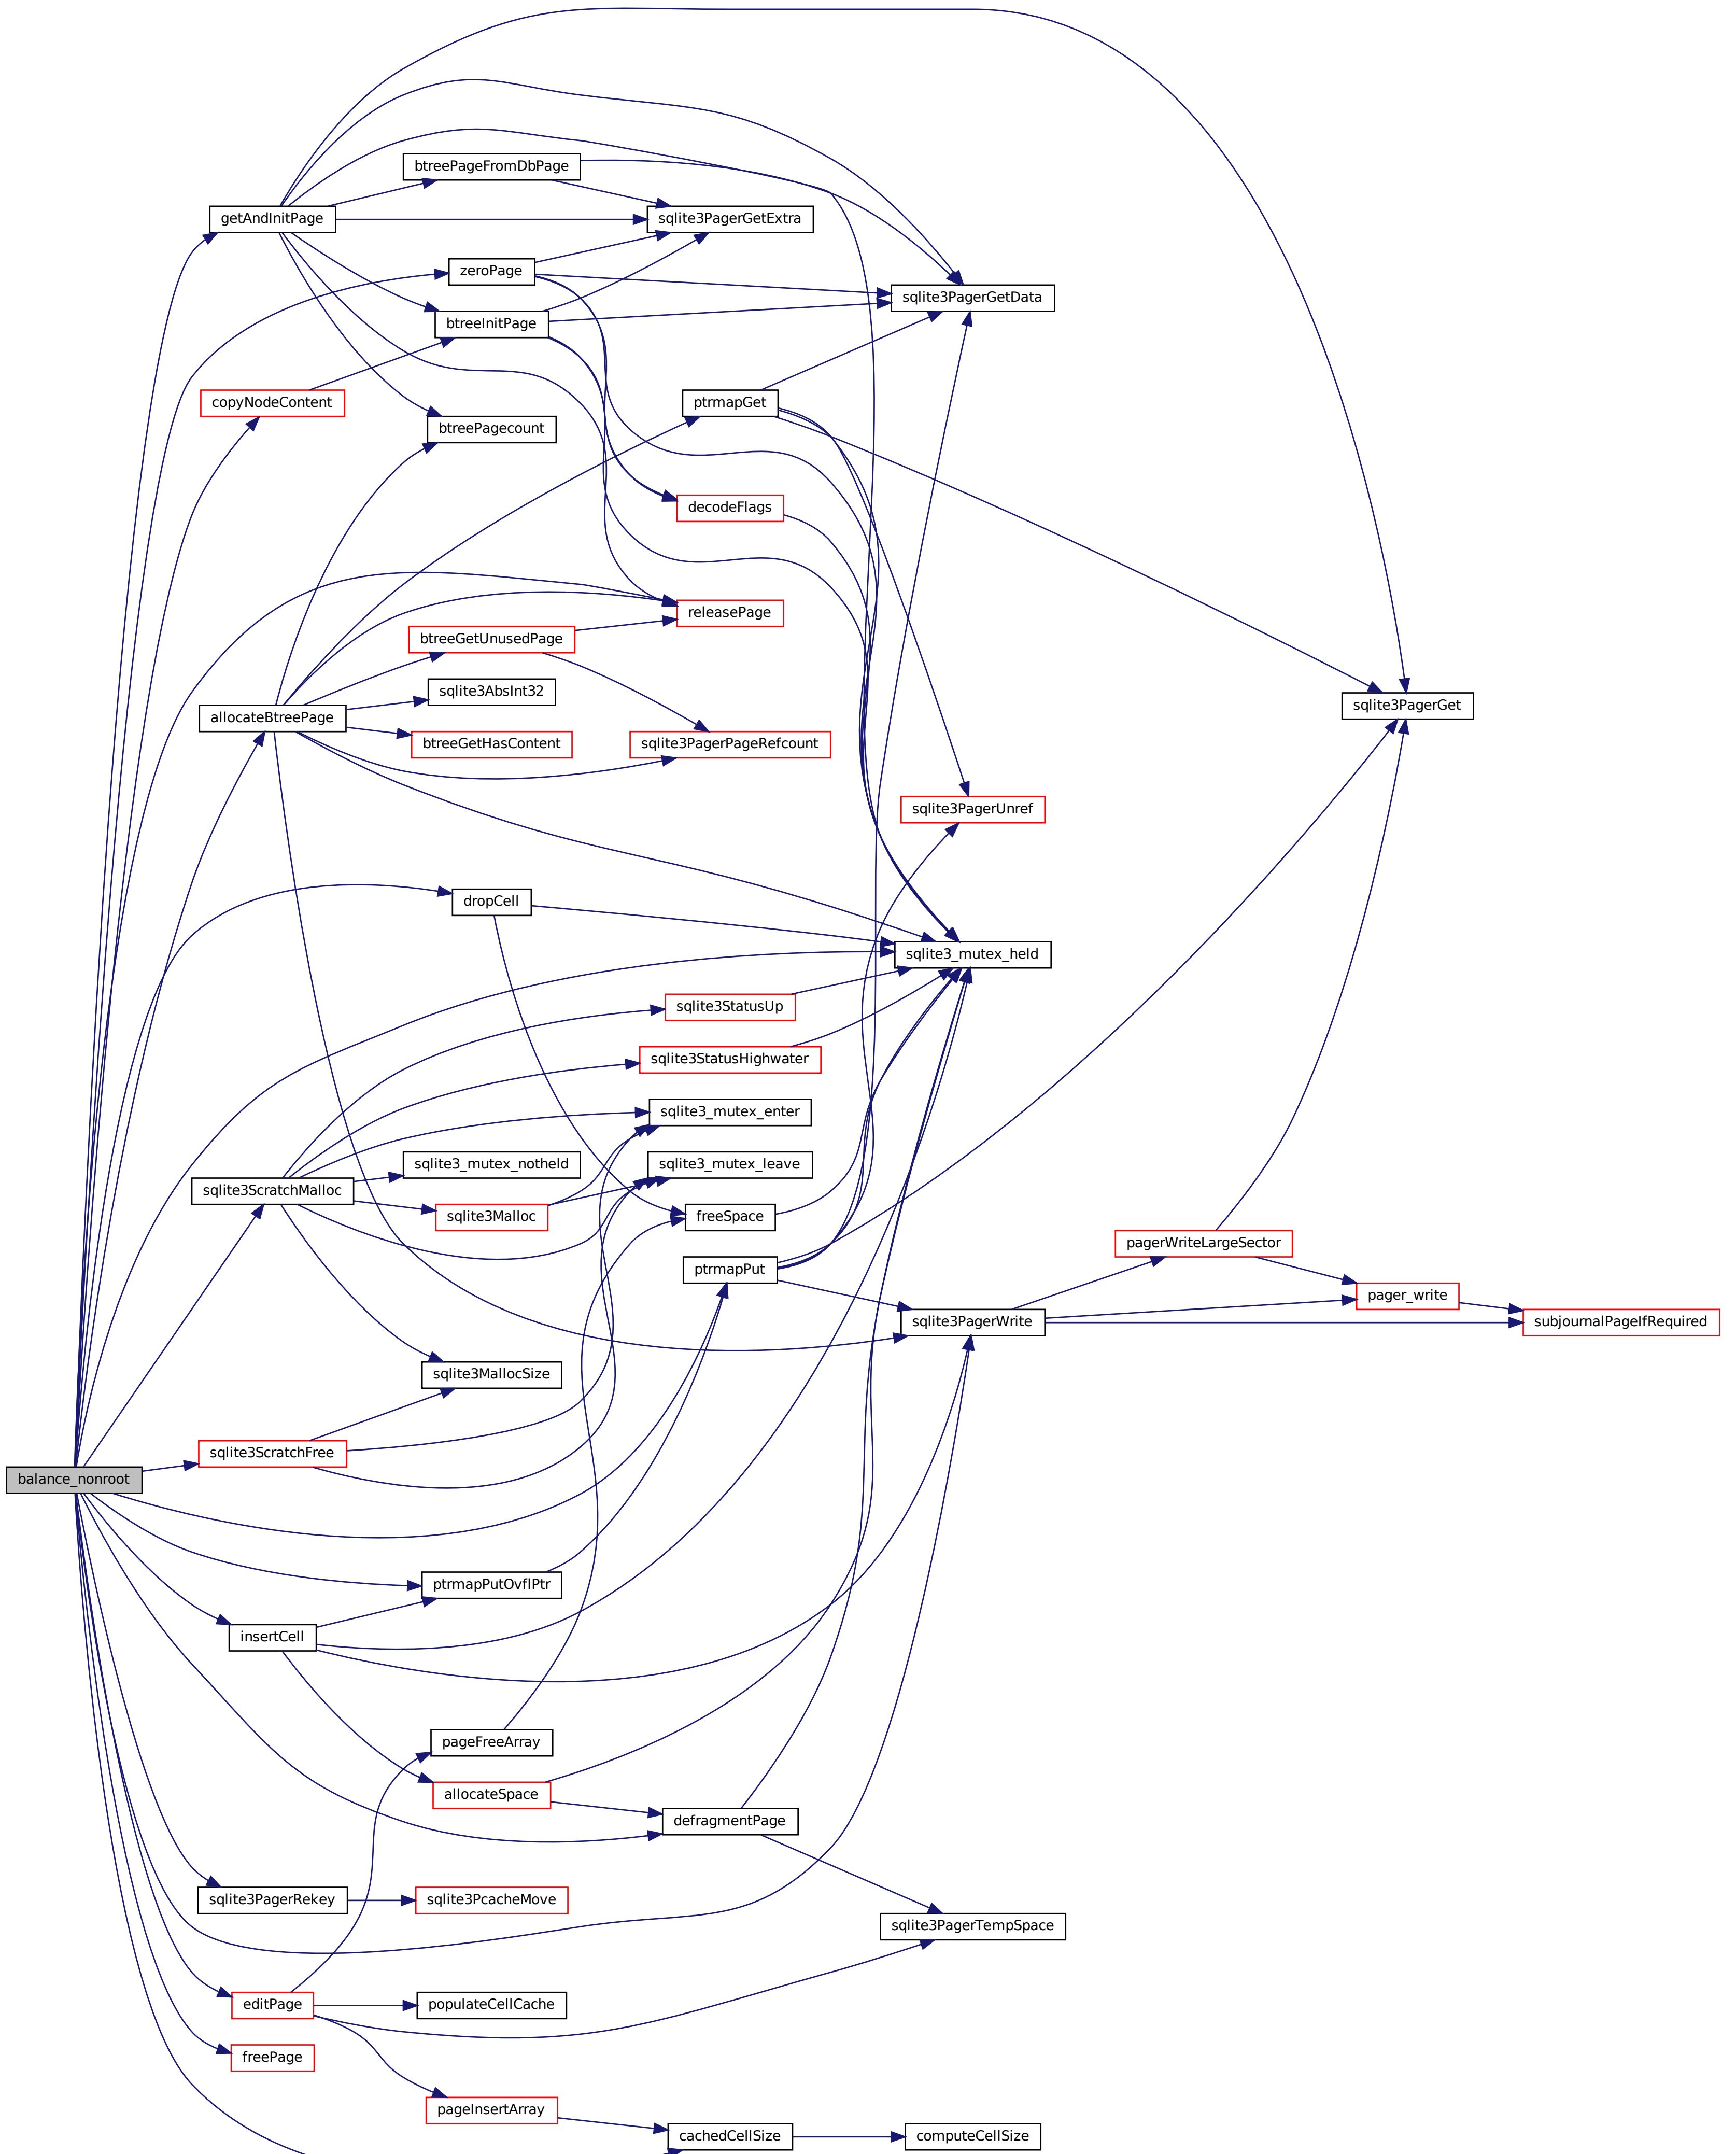 btreePageFromDbPage
getAndInitPage
sqlite3PagerGetExtra
zeroPage
sqlite3PagerGetData
btreeInitPage
copyNodeContent
ptrmapGet
btreePagecount
decodeFlags
releasePage
btreeGetUnusedPage
sqlite3AbsInt32
sqlite3PagerGet
allocateBtreePage
btreeGetHasContent
sqlite3PagerPageRefcount
sqlite3PagerUnref
dropCell
sqlite3_mutex_held
sqlite3StatusUp
sqlite3StatusHighwater
sqlite3_mutex_enter
sqlite3_mutex_notheld
sqlite3_mutex_leave
sqlite3ScratchMalloc
sqlite3Malloc
freeSpace
pagerWriteLargeSector
ptrmapPut
pager_write
sqlite3PagerWrite
subjournalPageIfRequired
sqlite3MallocSize
sqlite3ScratchFree
balance_nonroot
ptrmapPutOvflPtr
insertCell
pageFreeArray
allocateSpace
defragmentPage
sqlite3PagerRekey
sqlite3PcacheMove
sqlite3PagerTempSpace
editPage
populateCellCache
freePage
pageInsertArray
cachedCellSize
computeCellSize